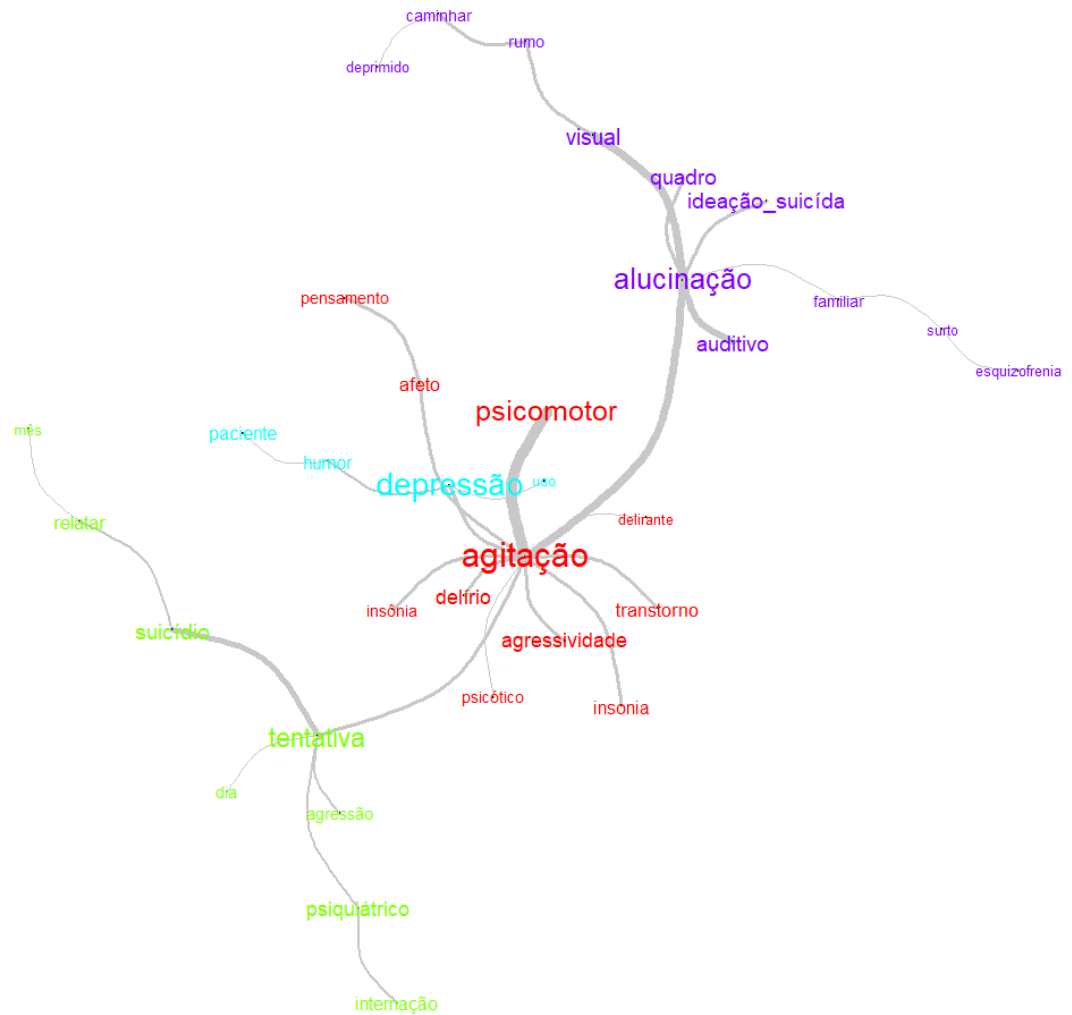 caminhar
rumo
deprimido
visual
quadro
ideação_suicída
alucinação
pensamento
familiar
surto
auditivo
esquizofrenia
afeto
psicomotor
mês
paciente
humor
depressão
uso
relatar
delirante
agitação
insônia
delírio
transtorno
suicídio
agressividade
psicótico
insonia
tentativa
dia
agressão
psiquiátrico
internação